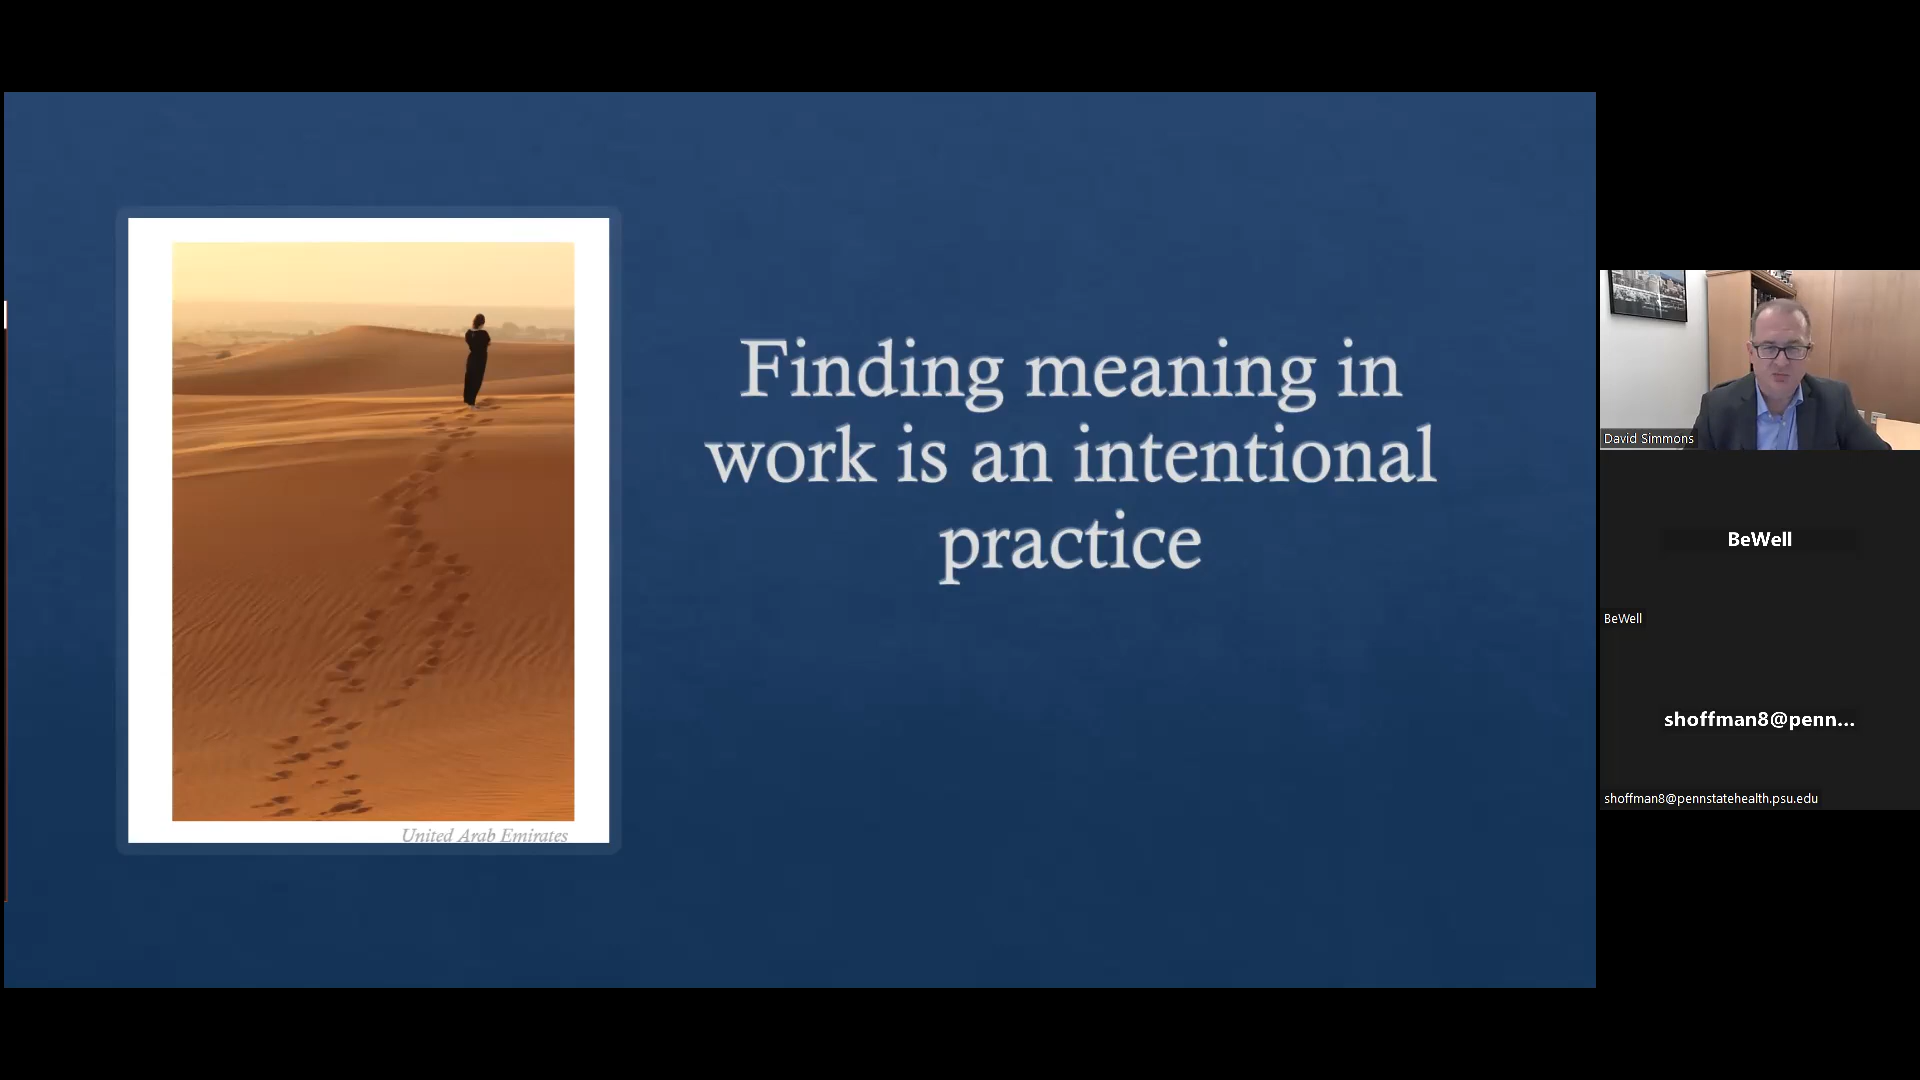 Finding meaning in
work is an intentional
practice
United Arab Emirates
David Simmons
BeWell
BeWell
shoffman8@penn...
shoffman8@pennstatehealth.psu.edu